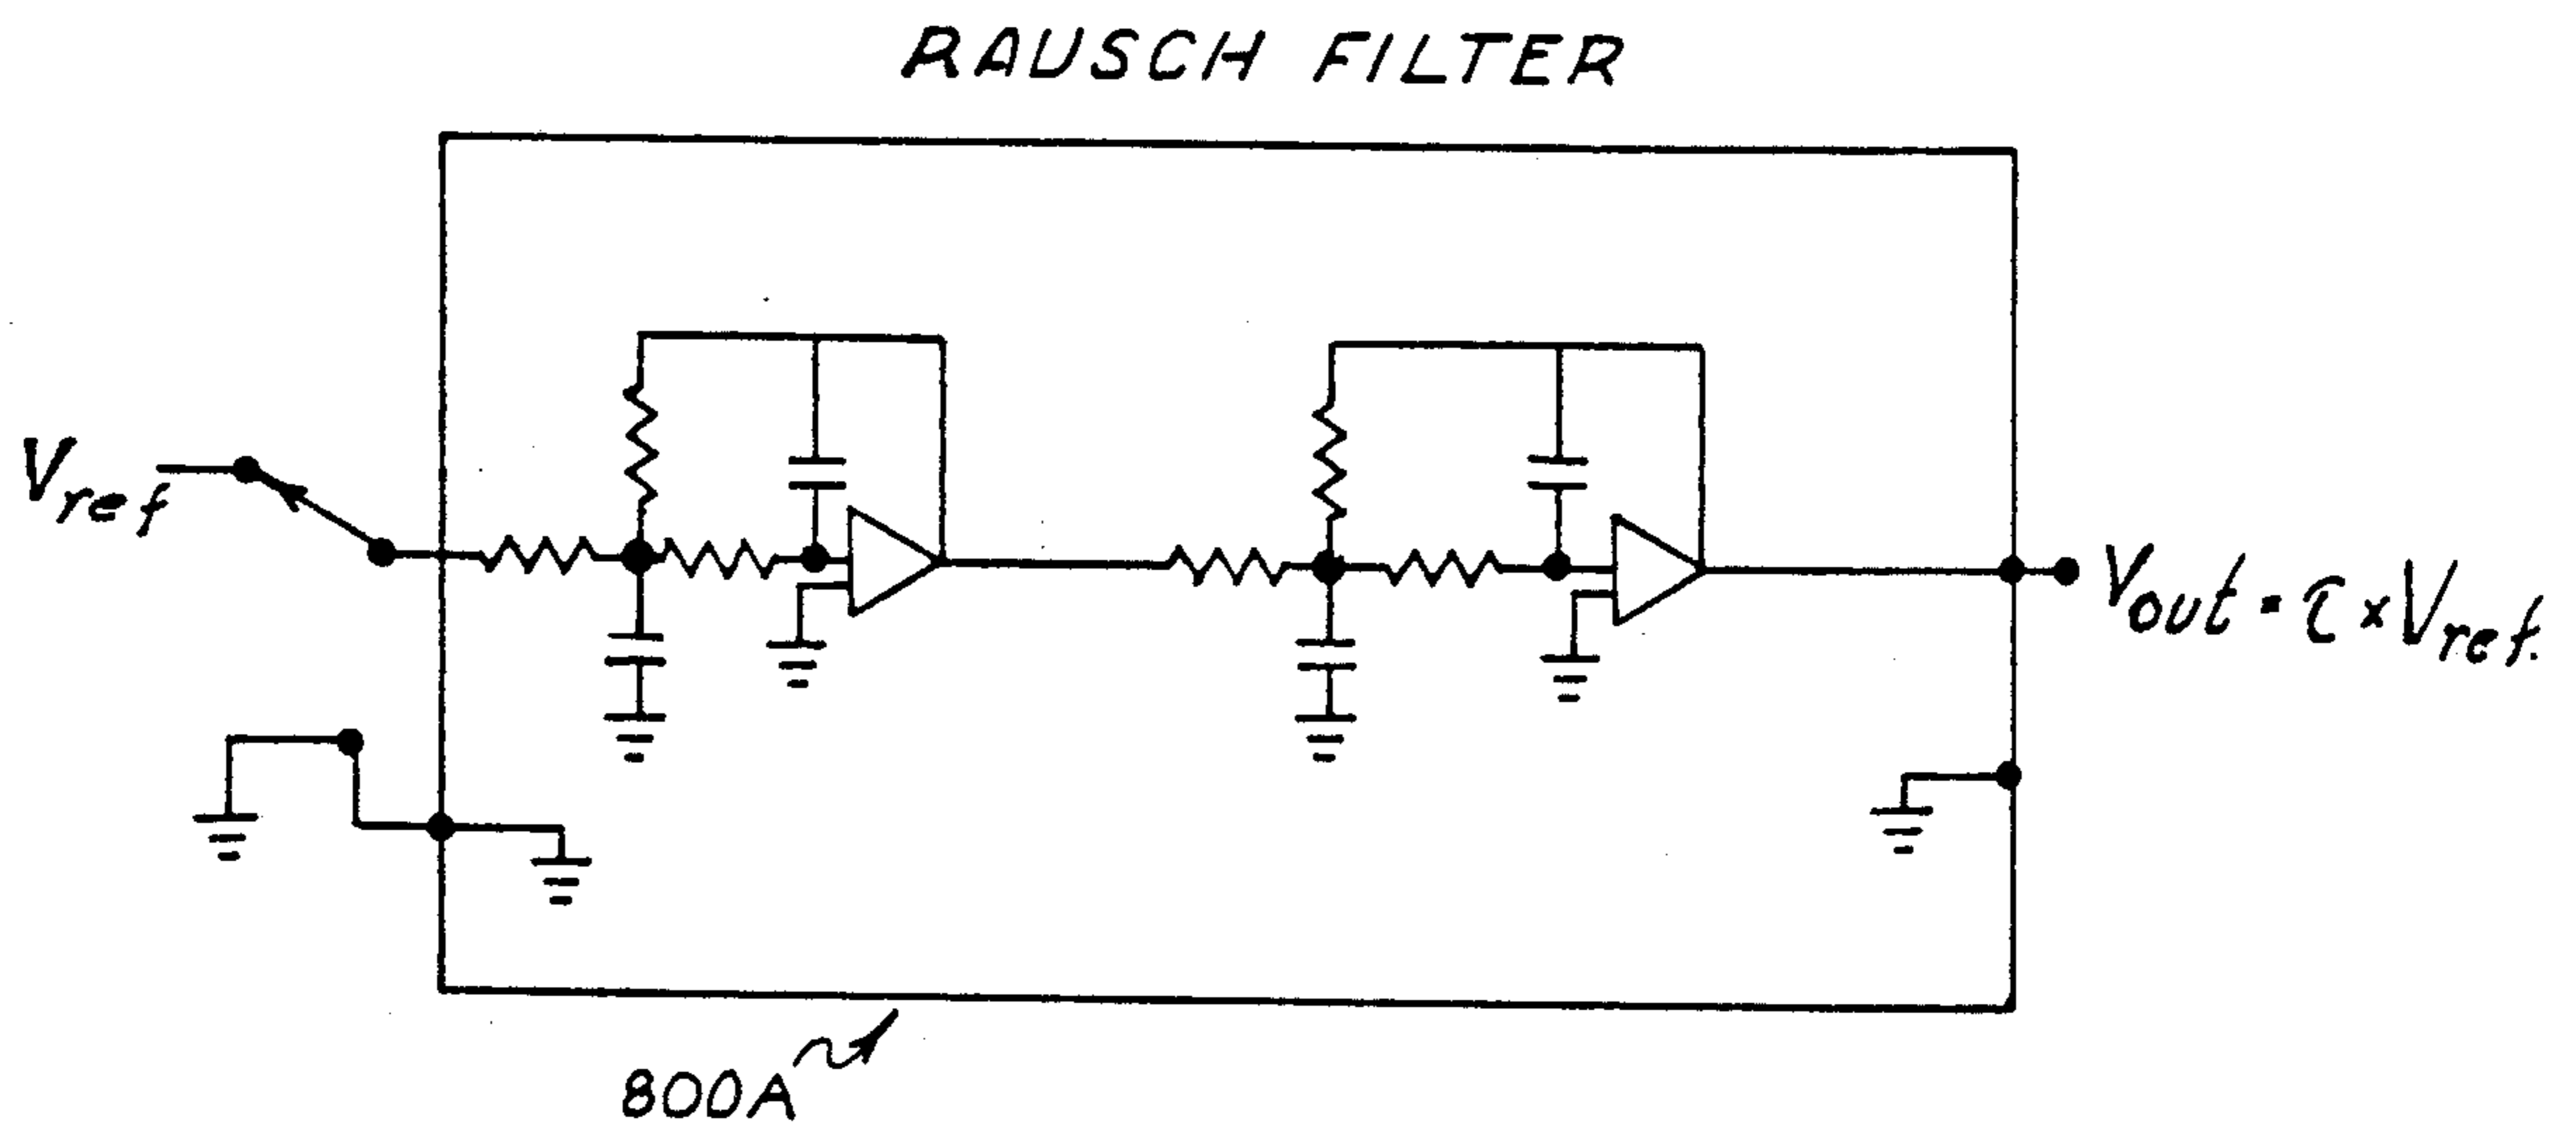 RAUSCH FILTER
Vref
Vout = τ × Vref.
800A